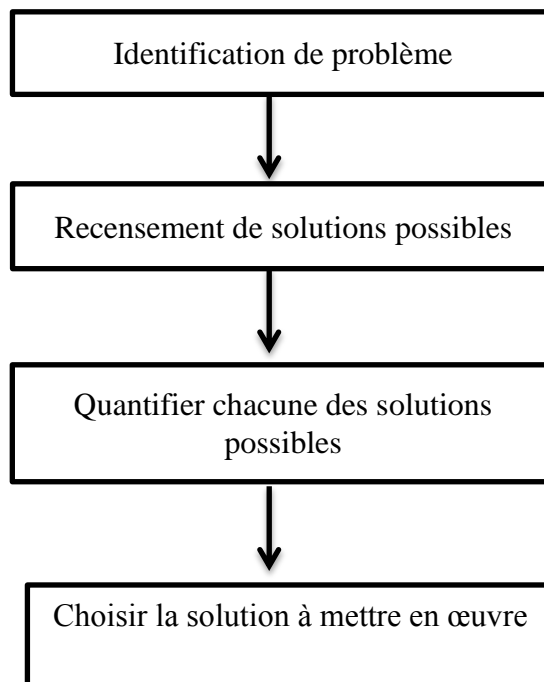 Identification de problème
Recensement de solutions possibles
Quantifier chacune des solutions
possibles
Choisir la solution à mettre en œuvre